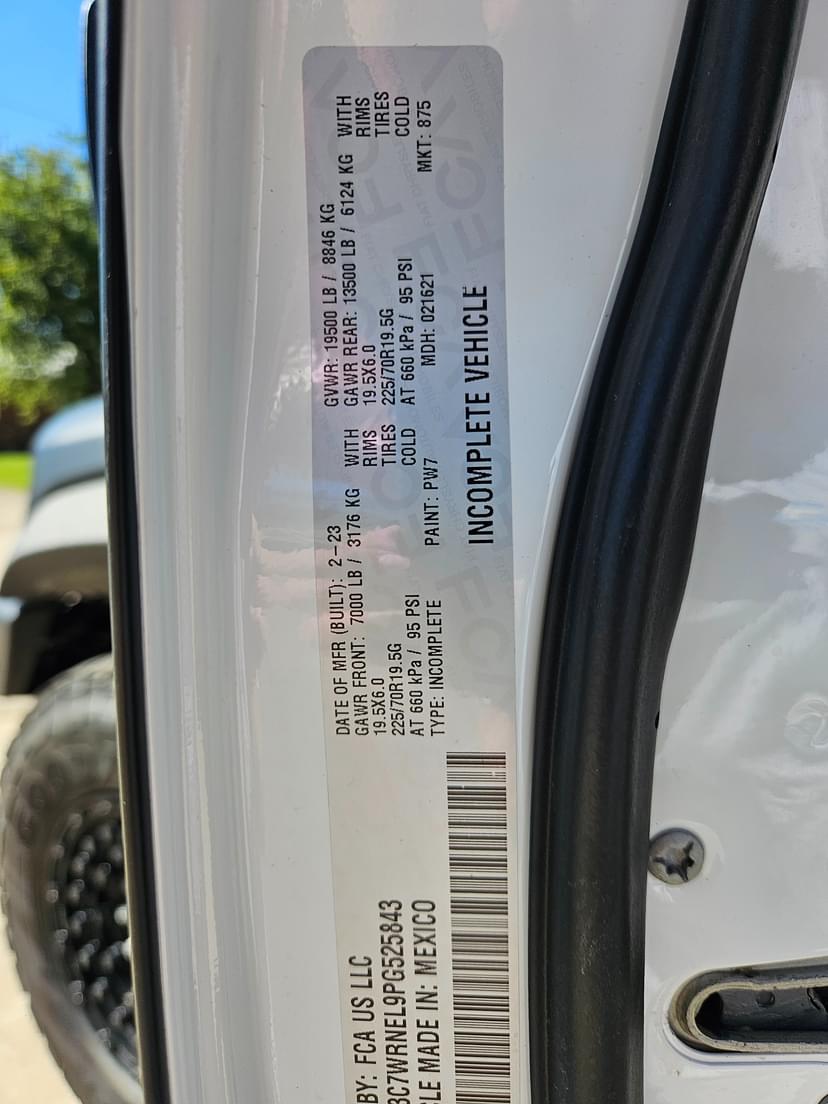 BY: FCA US LLC
3C7WRNEL9PG525843
CLE MADE IN: MEXICO
DATE OF MFR (BUILT): 2-23 GVWR: 19500 LB / 8846 KG
GAWR FRONT: 7000 LB / 3176 KG WITH GAWR REAR: 13500 LB / 6124 KG WITH
19.5X6.0 RIMS 19.5X6.0 RIMS
225/70R19.5G TIRES 225/70R19.5G TIRES
AT 660 kPa / 95 PSI COLD AT 660 kPa / 95 PSI COLD
TYPE: INCOMPLETE PAINT: PW7 MDH: 021621 MKT: 875
INCOMPLETE VEHICLE